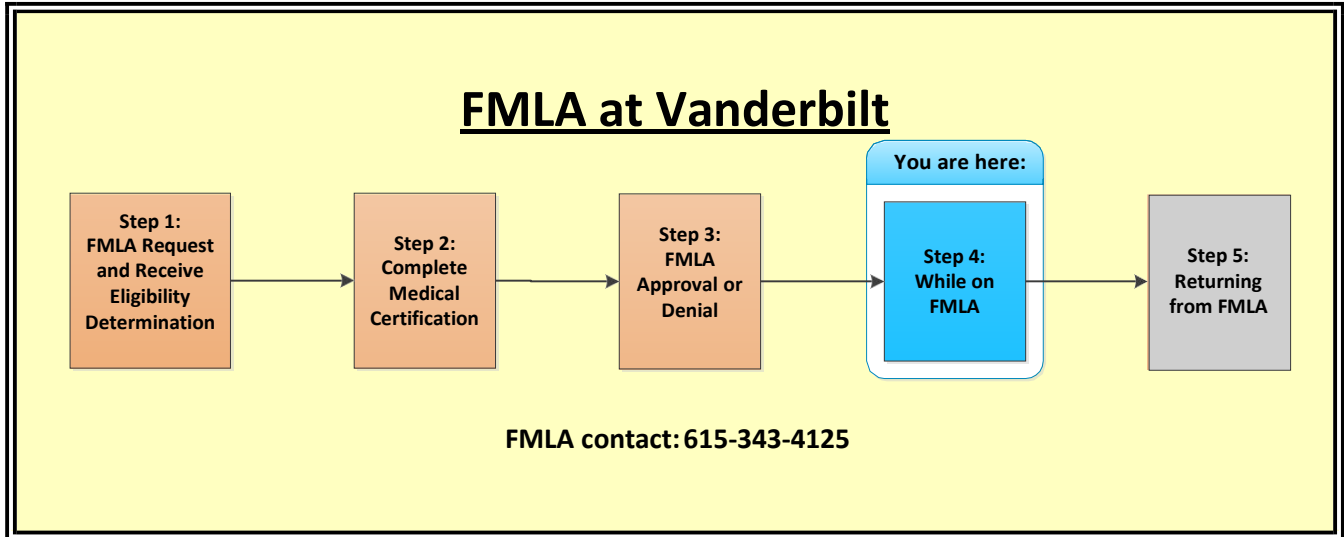 FMLA at Vanderbilt
Step 1:
FMLA Request
and Receive
Eligibility
Determination
Step 2:
Complete
Medical
Certification
Step 3:
FMLA
Approval or
Denial
You are here:
Step 4:
While on
FMLA
Step 5:
Returning
from FMLA
FMLA contact: 615-343-4125